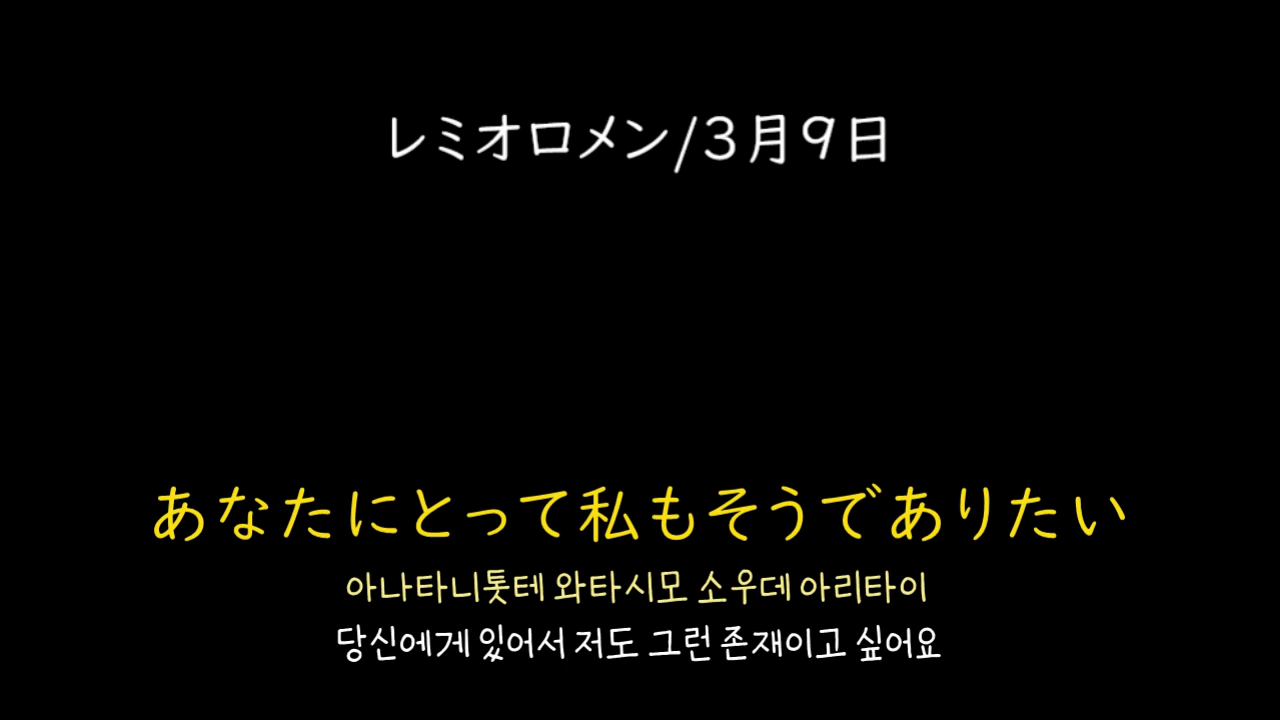 レミオロメン/3月9日
あなたにとって私もそうでありたい
아나타니톳테 와타시모 소우데 아리타이
당신에게 있어서 저도 그런 존재이고 싶어요